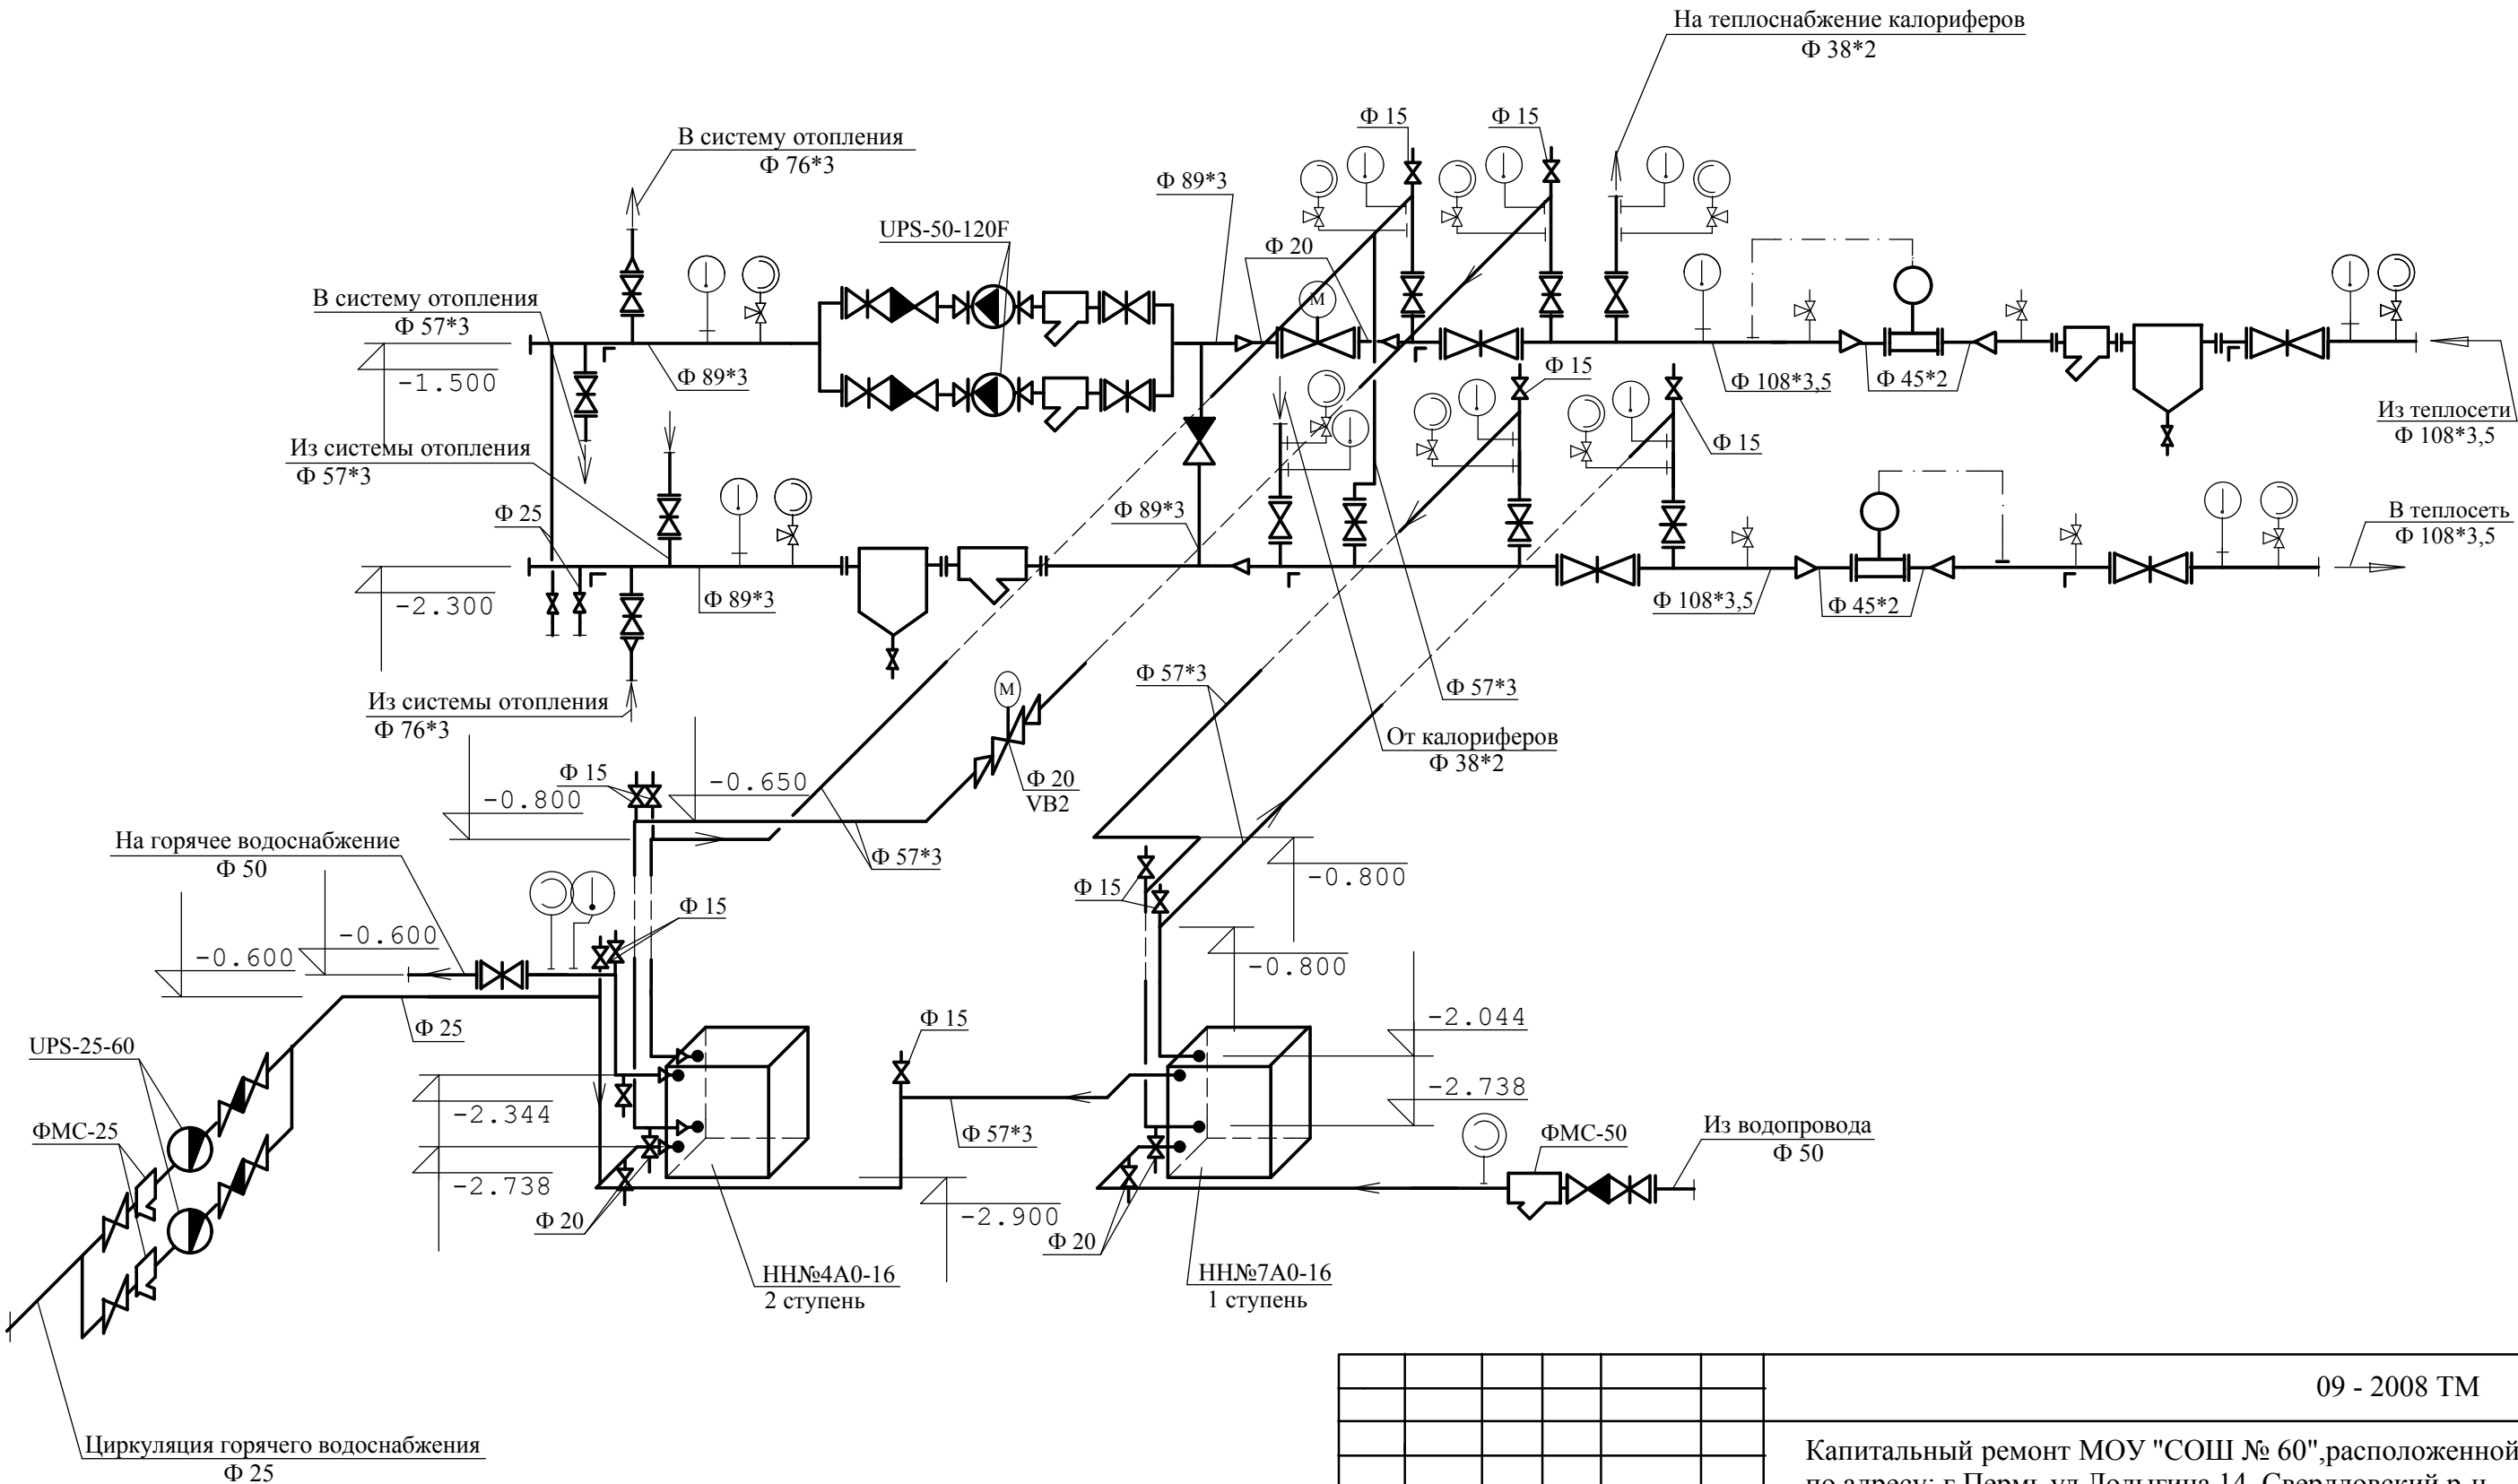 На теплоснабжение калориферов
Ф 38*2
В систему отопления
Ф 76*3
Ф 15
Ф 15
Ф 89*3
UPS-50-120F
Ф 20
В систему отопления
Ф 57*3
М
-1.500
Ф 89*3
Ф 15
Ф 108*3,5
Ф 45*2
Из теплосети
Ф 108*3,5
Из системы отопления
Ф 57*3
Ф 15
Ф 25
Ф 89*3
В теплосеть
Ф 108*3,5
-2.300
Ф 89*3
Ф 108*3,5
Ф 45*2
Из системы отопления
Ф 76*3
М
Ф 57*3
Ф 57*3
От калориферов
Ф 38*2
Ф 15
-0.800
-0.650
Ф 20
VB2
На горячее водоснабжение
Ф 50
Ф 57*3
-0.800
Ф 15
Ф 15
-0.600
-0.600
-0.800
UPS-25-60
Ф 25
Ф 15
-2.044
-2.344
-2.738
ФМС-25
Ф 57*3
ФМС-50
Из водопровода
Ф 50
-2.738
Ф 20
-2.900
Ф 20
НН№4А0-16
2 ступень
НН№7А0-16
1 ступень
Циркуляция горячего водоснабжения
Ф 25
09 - 2008 ТМ
Капитальный ремонт МОУ "СОШ № 60",расположенной
по адресу: г.Пермь,ул.Лодыгина,14, Свердловский р-н